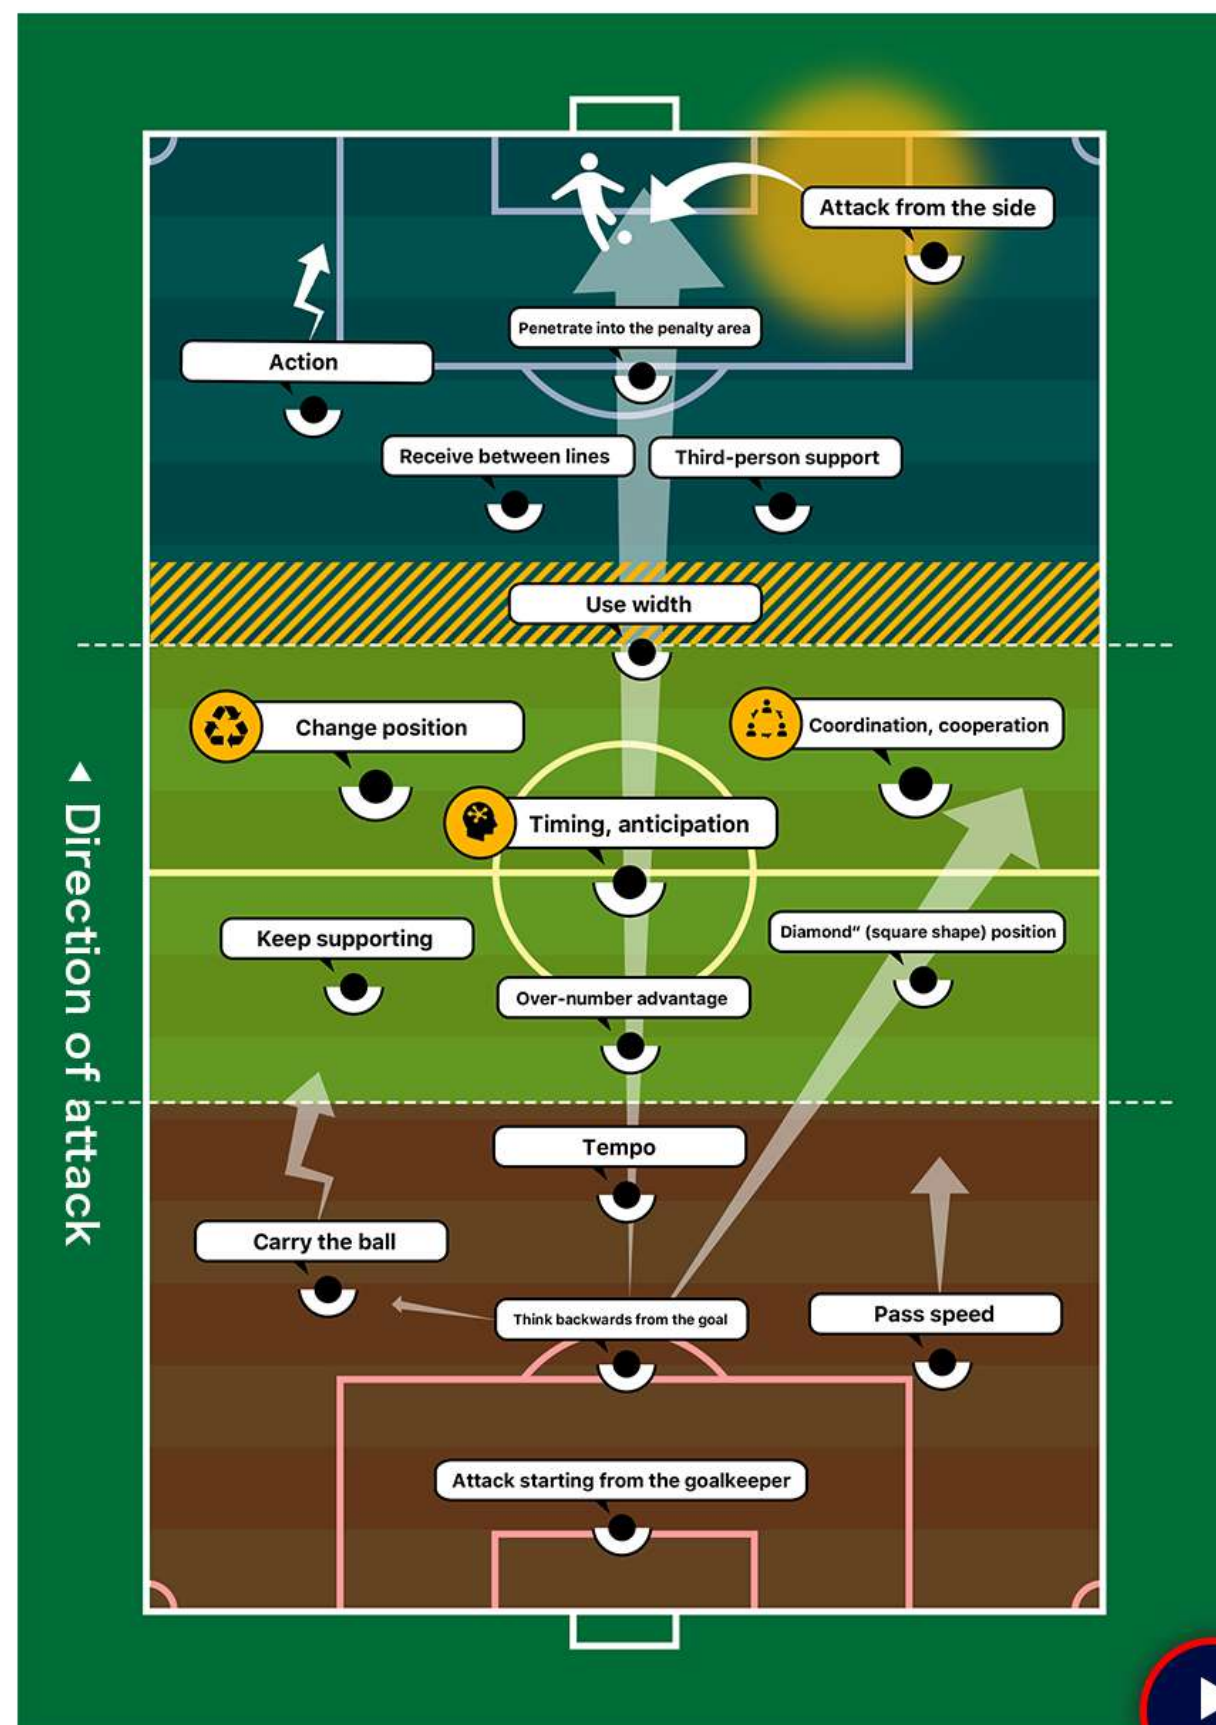 Attack from the side
Penetrate into the penalty area
Action
Receive between lines
Third-person support
Use width
Change position
Coordination, cooperation
Timing, anticipation
Keep supporting
Diamond“ (square shape) position
Over-number advantage
Tempo
Carry the ball
Think backwards from the goal
Pass speed
Attack starting from the goalkeeper
▲ Direction of attack